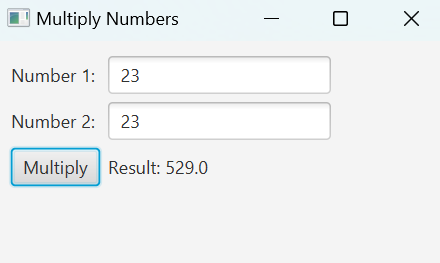 Multiply Numbers
Number 1: 23
Number 2: 23
Multiply Result: 529.0